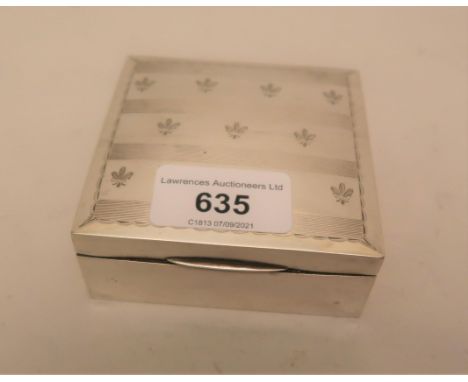 Lawrences Auctioneers Ltd
635
C1813 07/09/2021